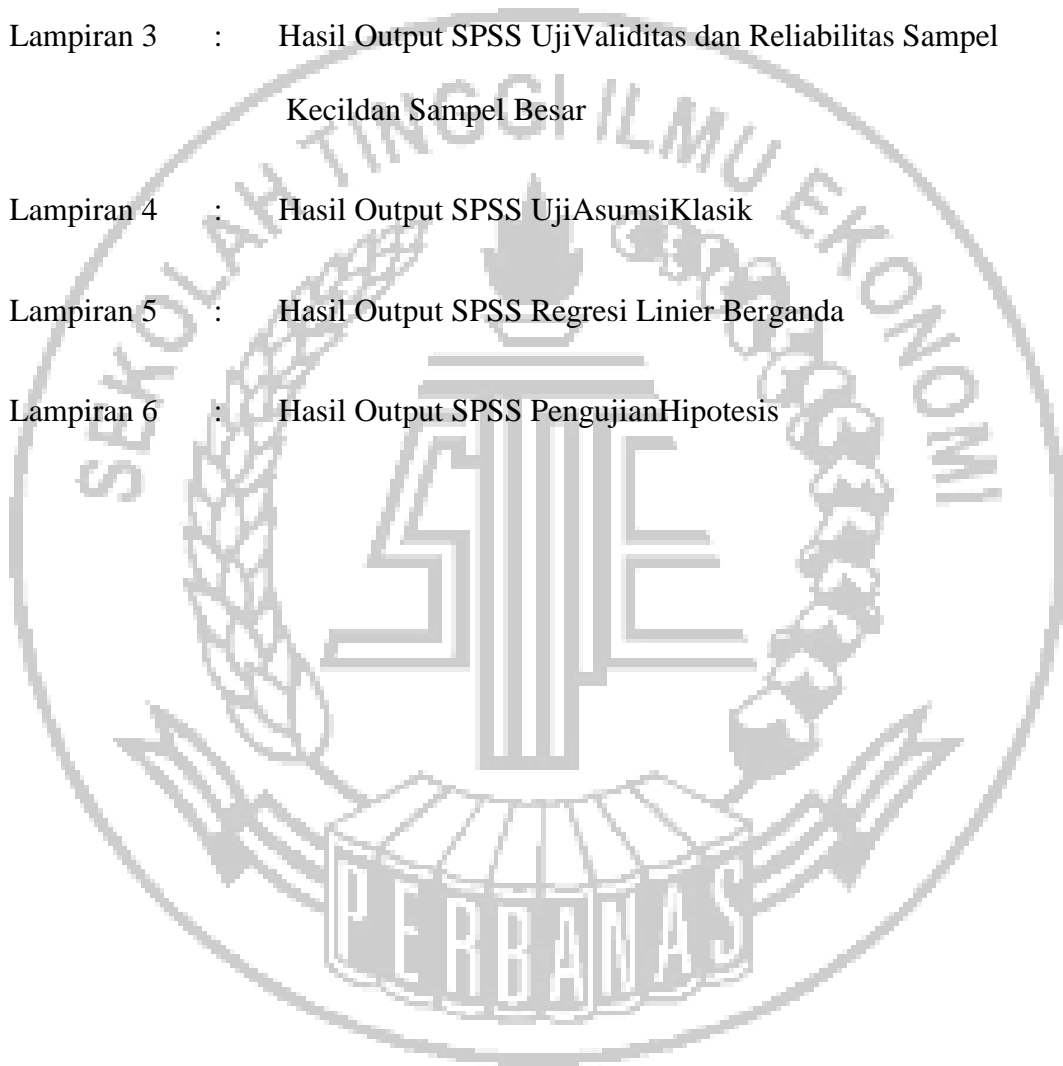 Lampiran 3 : Hasil Output SPSS UjiValiditas dan Reliabilitas Sampel
Kecildan Sampel Besar
Lampiran 4 : Hasil Output SPSS UjiAsumsiKlasik
Lampiran 5 : Hasil Output SPSS Regresi Linier Berganda
Lampiran 6 : Hasil Output SPSS PengujianHipotesis
SEKOLAH TINGGI ILMU EKONOMI
STIE
PERBANAS